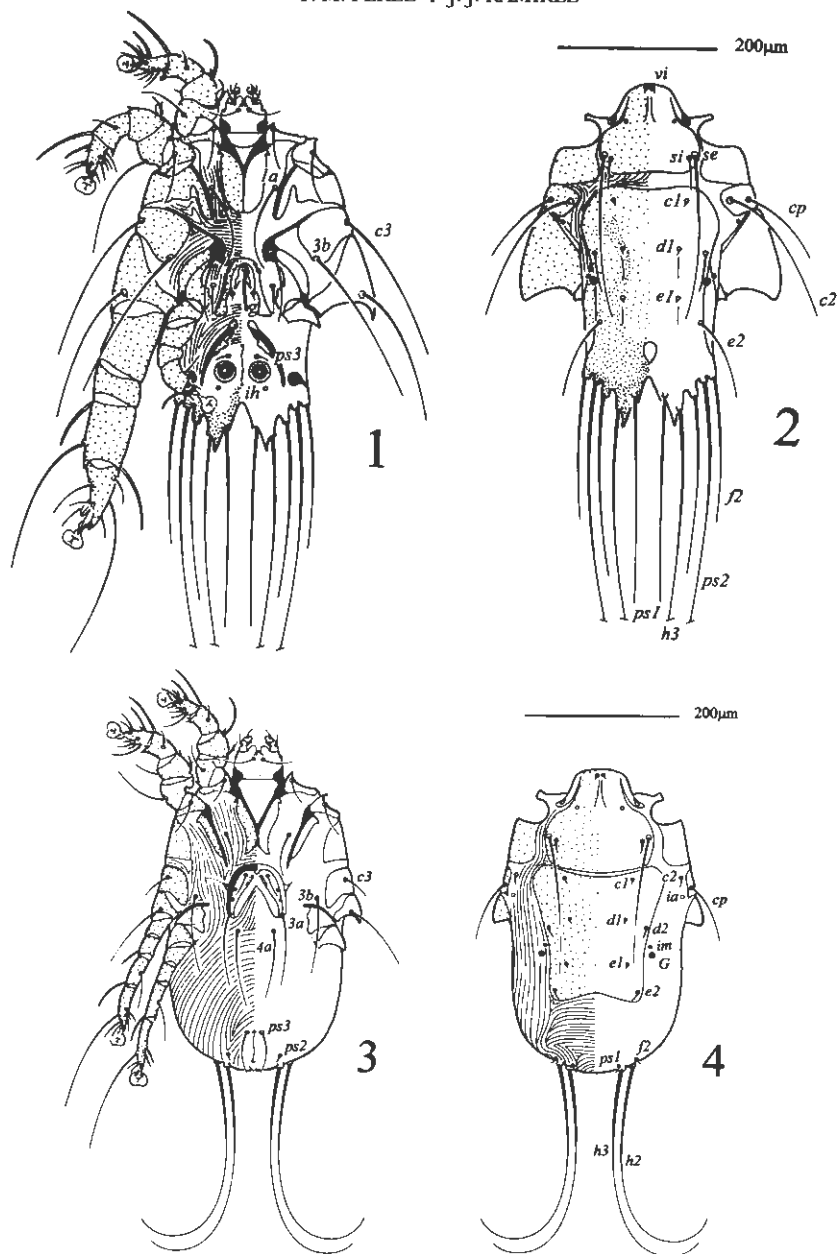 200µm
vi
si
se
a
c1
cp
c3
3b
d1
e1
c2
e2
ps3
ih
1
2
f2
ps2
ps1
h3
200µm
c3
3b
3a
4a
c1
c2
ia
cp
d1
d2
im
e1
G
e2
ps3
ps2
3
ps1
f2
4
h3
h2